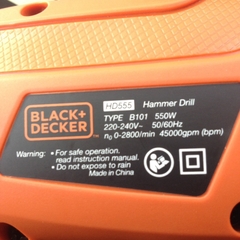 BLACK+
DECKER
HD555 Hammer Drill
TYPE B101 550W
220-240V~ 50/60Hz
n₀ 0-2800/min 45000gpm (bpm)
Warning: • For safe operation.
read instruction manual.
• Do not expose to rain
Made in China